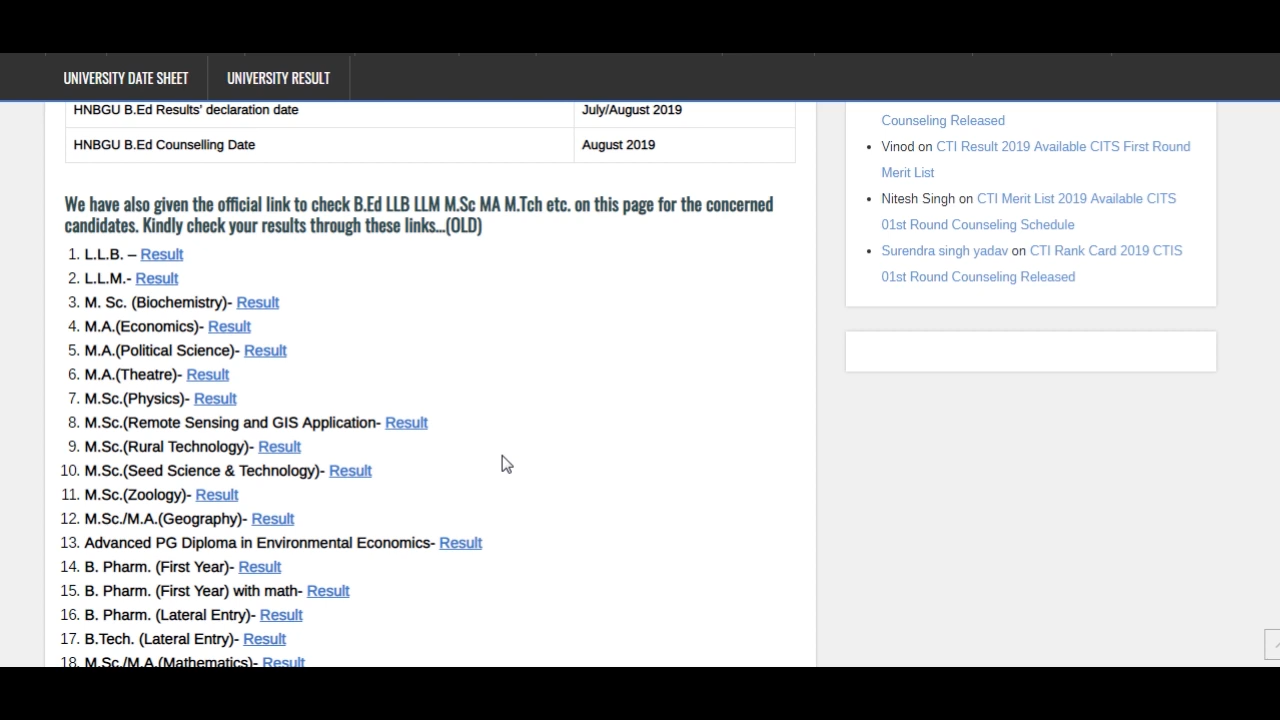 UNIVERSITY DATE SHEET
UNIVERSITY RESULT
HNBGU B.Ed Results' declaration date
July/August 2019
HNBGU B.Ed Counselling Date
August 2019
We have also given the official link to check B.Ed LLB LLM M.Sc MA M.Tch etc. on this page for the concerned
candidates. Kindly check your results through these links...(OLD)
1. L.L.B. – Result
2. L.L.M.- Result
3. M. Sc. (Biochemistry)- Result
4. M.A.(Economics)- Result
5. M.A.(Political Science)- Result
6. M.A.(Theatre)- Result
7. M.Sc.(Physics)- Result
8. M.Sc.(Remote Sensing and GIS Application- Result
9. M.Sc.(Rural Technology)- Result
10. M.Sc.(Seed Science & Technology)- Result
11. M.Sc.(Zoology)- Result
12. M.Sc./M.A.(Geography)- Result
13. Advanced PG Diploma in Environmental Economics- Result
14. B. Pharm. (First Year)- Result
15. B. Pharm. (First Year) with math- Result
16. B. Pharm. (Lateral Entry)- Result
17. B.Tech. (Lateral Entry)- Result
18. M.Sc./M.A.(Mathematics)- Result
Counseling Released
Vinod on CTI Result 2019 Available CITS First Round
Merit List
Nitesh Singh on CTI Merit List 2019 Available CITS
01st Round Counseling Schedule
Surendra singh yadav on CTI Rank Card 2019 CTIS
01st Round Counseling Released